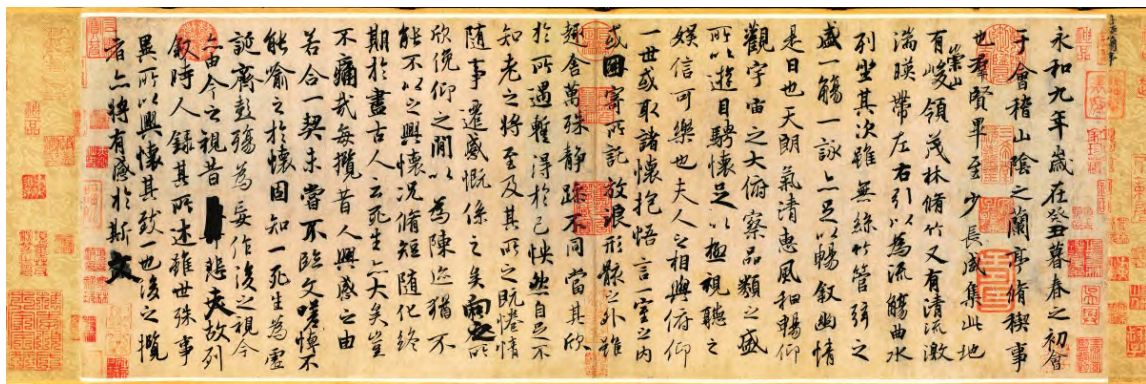 永和九年歲在癸丑暮春之初會
于會稽山陰之蘭亭脩稧事
也羣賢畢至少長咸集此地
有崇山峻領茂林脩竹又有清流激
湍暎帶左右引以為流觴曲水
列坐其次雖無絲竹管弦之
盛一觴一詠亦足以暢叙幽情
是日也天朗氣清惠風和暢仰
觀宇宙之大俯察品類之盛
所以遊目騁懷足以極視聽之
娛信可樂也夫人之相與俯仰
一世或取諸懷抱悟言一室之內
或因寄所託放浪形骸之外雖
趣舍萬殊静躁不同當其欣
於所遇暫得於己怏然自足不
知老之將至及其所之既惓情
隨事遷感慨係之矣向之所
欣俛仰之閒以為陳迹猶不
能不以之興懷況脩短隨化終
期於盡古人云死生亦大矣豈
不痛哉每攬昔人興感之由
若合一契未嘗不臨文嗟悼不
能喻之於懷固知一死生為虛
誕齊彭殤為妄作後之視今
亦由今之視昔悲夫故列
叙時人錄其所述雖世殊事
異所以興懷其致一也後之攬
者亦將有感於斯文